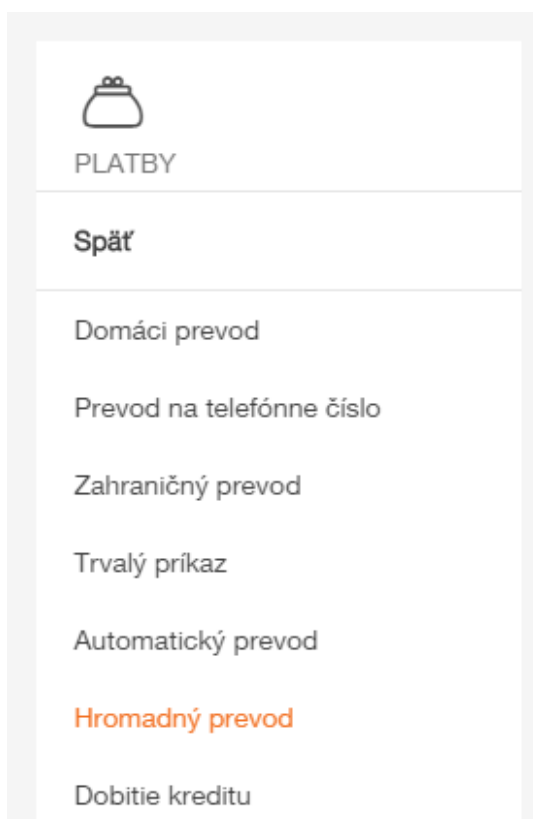 PLATBY
Späť
Domáci prevod
Prevod na telefónne číslo
Zahraničný prevod
Trvalý príkaz
Automatický prevod
Hromadný prevod
Dobitie kreditu